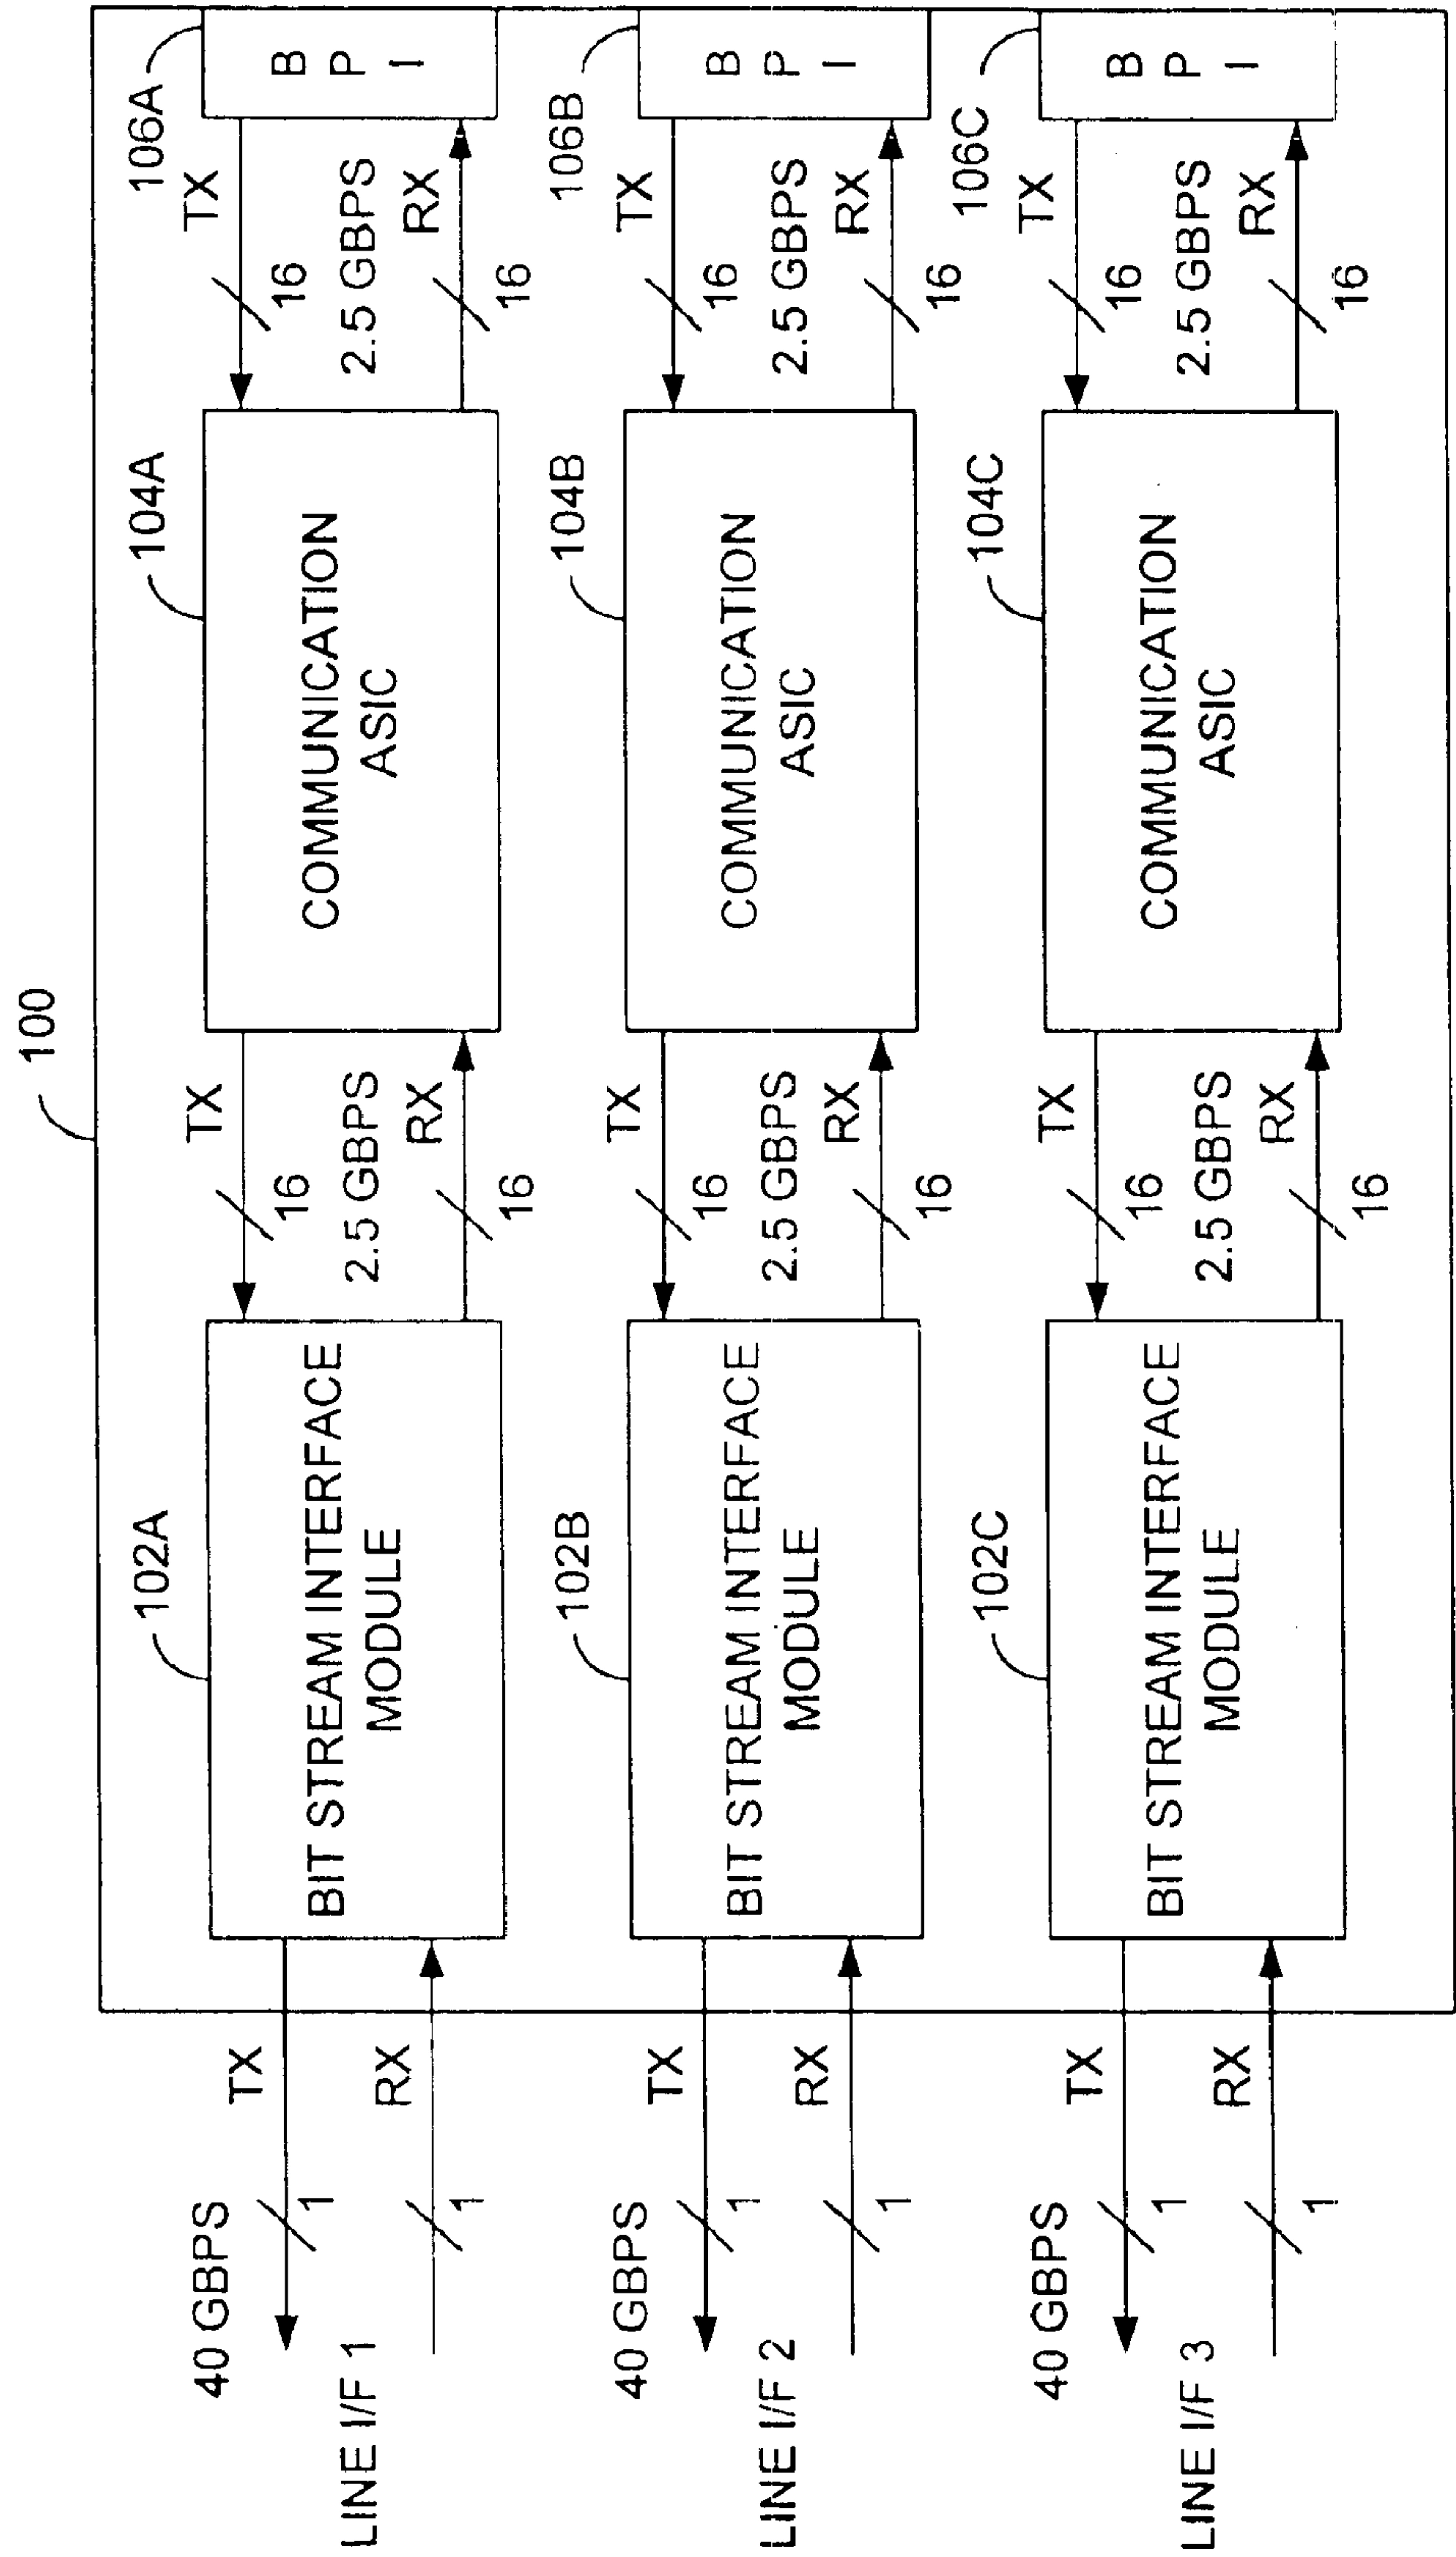 100
LINE I/F 1
40 GBPS
TX
1
RX
1
102A
BIT STREAM INTERFACE
MODULE
TX
16
2.5 GBPS
RX
16
104A
COMMUNICATION
ASIC
TX
16
2.5 GBPS
RX
16
106A
B
P
I
LINE I/F 2
40 GBPS
TX
1
RX
1
102B
BIT STREAM INTERFACE
MODULE
TX
16
2.5 GBPS
RX
16
104B
COMMUNICATION
ASIC
TX
16
2.5 GBPS
RX
16
106B
B
P
I
LINE I/F 3
40 GBPS
TX
1
RX
1
102C
BIT STREAM INTERFACE
MODULE
TX
16
2.5 GBPS
RX
16
104C
COMMUNICATION
ASIC
TX
16
2.5 GBPS
RX
16
106C
B
P
I